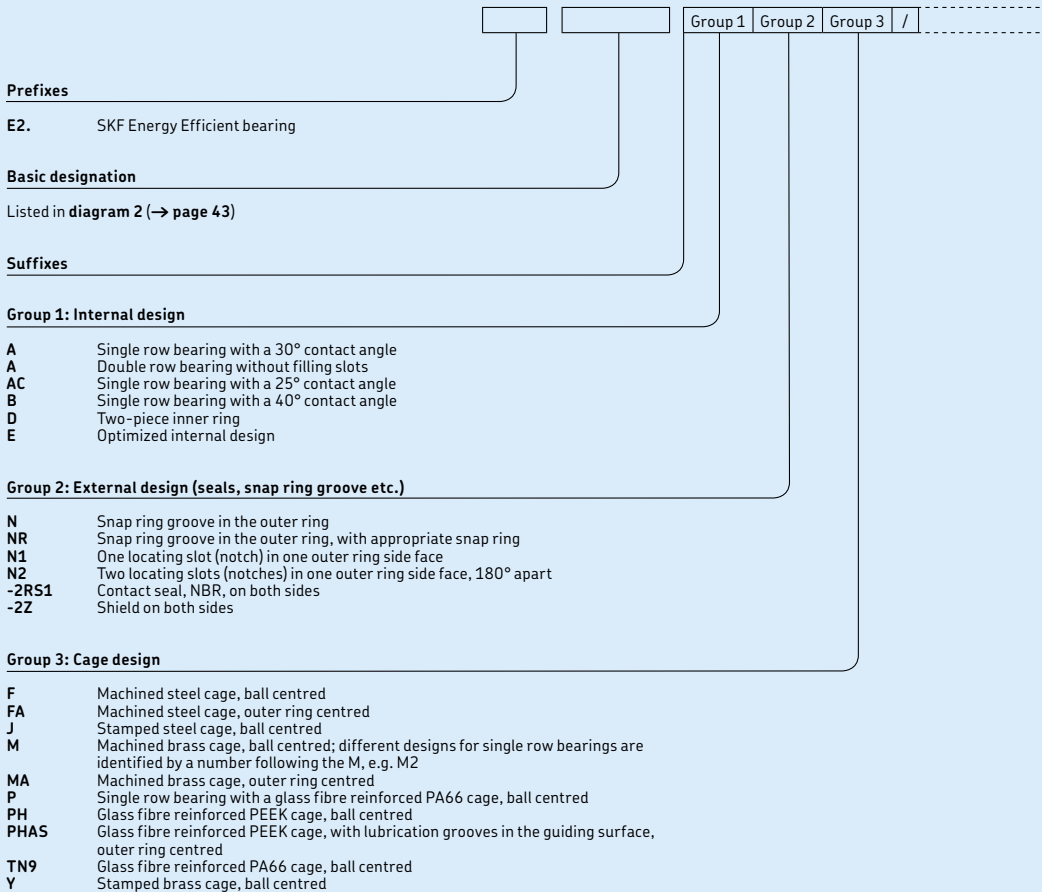 Group 1 Group 2 Group 3 /
Prefixes
E2. SKF Energy Efficient bearing
Basic designation
Listed in diagram 2 (→ page 43)
Suffixes
Group 1: Internal design
A Single row bearing with a 30° contact angle
A Double row bearing without filling slots
AC Single row bearing with a 25° contact angle
B Single row bearing with a 40° contact angle
D Two-piece inner ring
E Optimized internal design
Group 2: External design (seals, snap ring groove etc.)
N Snap ring groove in the outer ring
NR Snap ring groove in the outer ring, with appropriate snap ring
N1 One locating slot (notch) in one outer ring side face
N2 Two locating slots (notches) in one outer ring side face, 180° apart
-2RS1 Contact seal, NBR, on both sides
-2Z Shield on both sides
Group 3: Cage design
F Machined steel cage, ball centred
FA Machined steel cage, outer ring centred
J Stamped steel cage, ball centred
M Machined brass cage, ball centred; different designs for single row bearings are
identified by a number following the M, e.g. M2
MA Machined brass cage, outer ring centred
P Single row bearing with a glass fibre reinforced PA66 cage, ball centred
PH Glass fibre reinforced PEEK cage, ball centred
PHAS Glass fibre reinforced PEEK cage, with lubrication grooves in the guiding surface,
outer ring centred
TN9 Glass fibre reinforced PA66 cage, ball centred
Y Stamped brass cage, ball centred